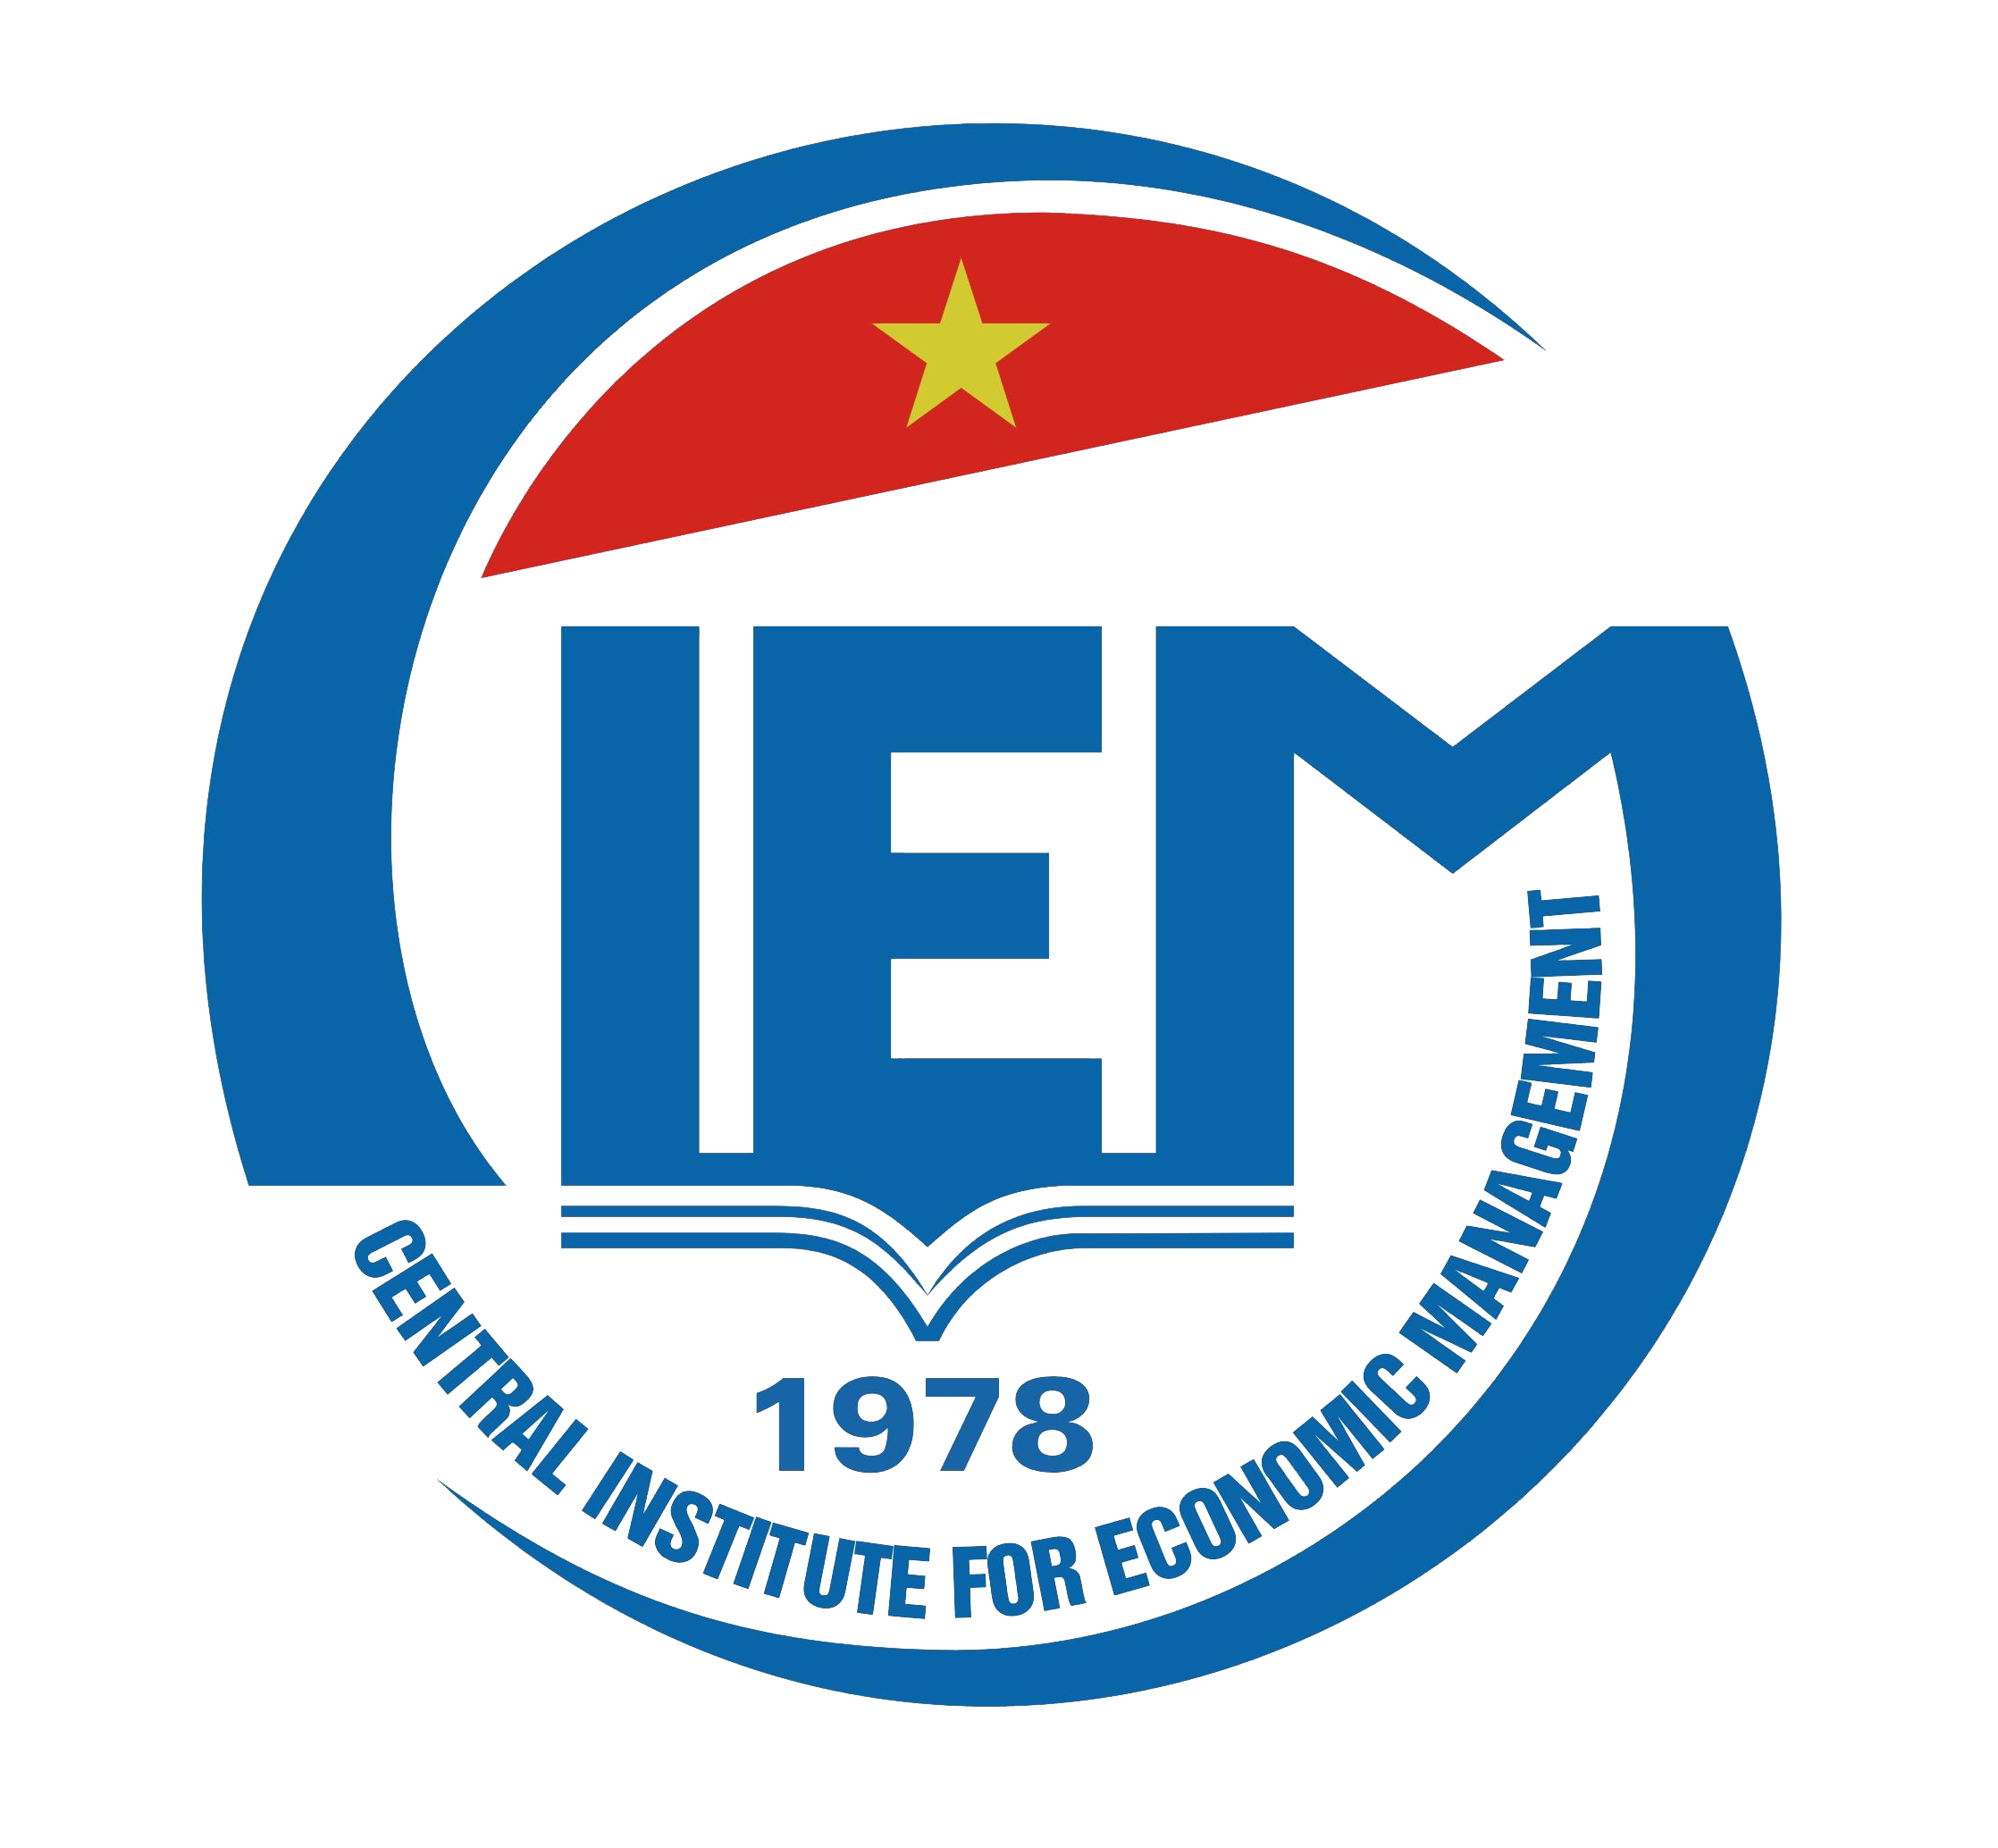 CIEM
1978
CENTRAL INSTITUTE FOR ECONOMIC MANAGEMENT